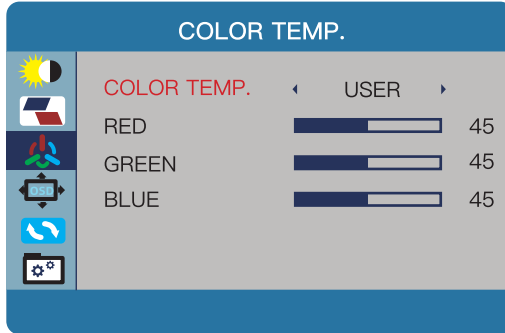 COLOR TEMP.
COLOR TEMP. USER
RED 45
GREEN 45
BLUE 45
OSD